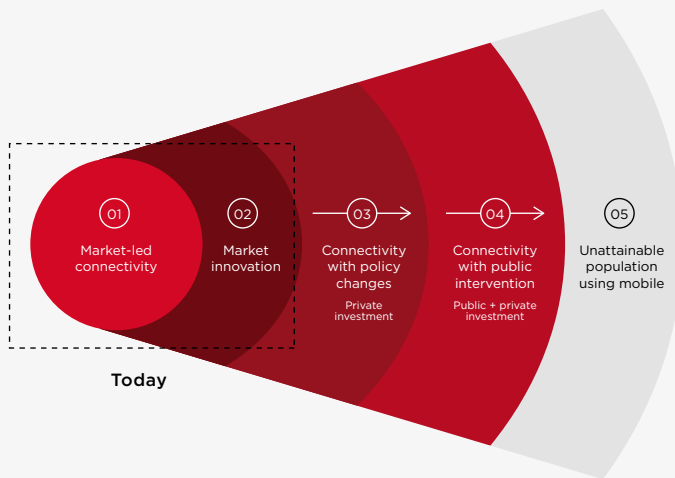 01
Market-led
connectivity
02
Market
innovation
03
Connectivity
with policy
changes
Private
investment
04
Connectivity
with public
intervention
Public + private
investment
05
Unattainable
population
using mobile
Today